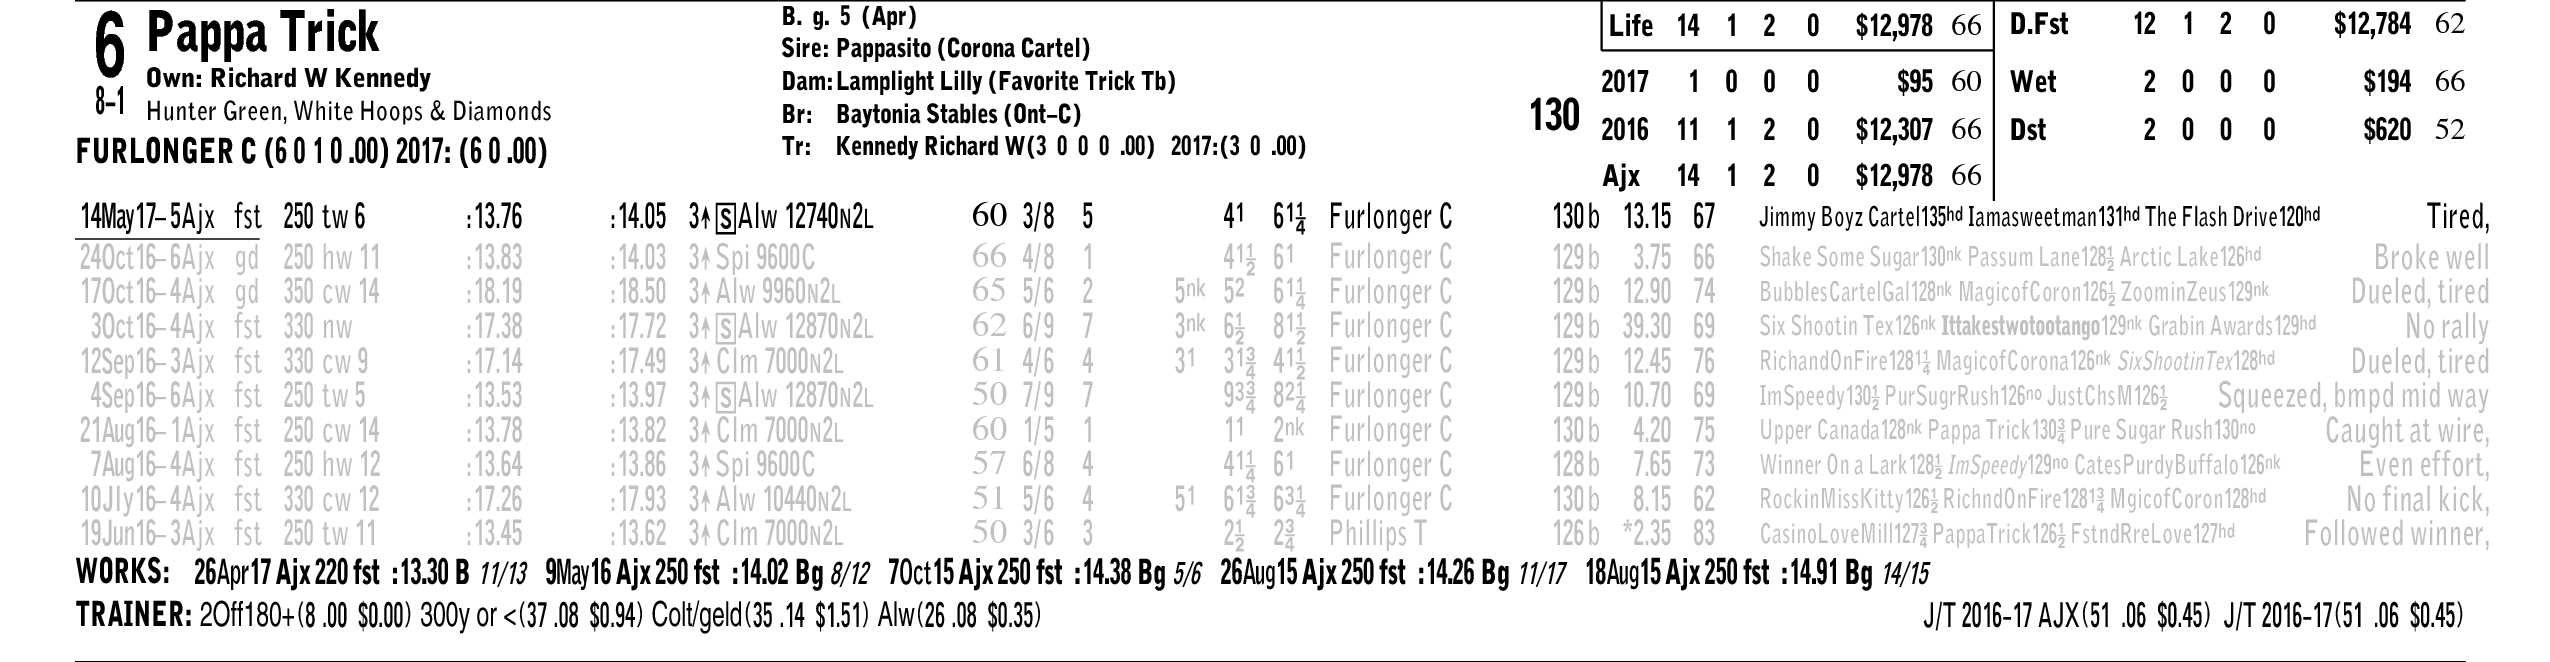 6 Pappa Trick B. g. 5 (Apr) Life 14 1 2 0 $12,978 66 D.Fst 12 1 2 0 $12,784 62
Sire: Pappasito (Corona Cartel)
8-1 Own: Richard W Kennedy Dam: Lamplight Lilly (Favorite Trick Tb) 2017 1 0 0 0 $95 60 Wet 2 0 0 0 $194 66
Hunter Green, White Hoops & Diamonds Br: Baytonia Stables (Ont-C) 130 2016 11 1 2 0 $12,307 66 Dst 2 0 0 0 $620 52
FURLONGER C (6 0 1 0 .00) 2017: (6 0 .00) Tr: Kennedy Richard W(3 0 0 0 .00) 2017:(3 0 .00)
Ajx 14 1 2 0 $12,978 66
14May17-5Ajx fst 250 tw 6 :13.76 :14.05 3↑ S Alw 12740N2L 60 3/8 5 4¹ 6¹¼ Furlonger C 130 b 13.15 67 Jimmy Boyz Cartel135ʰᵈ Iamasweetman131ʰᵈ The Flash Drive120ʰᵈ Tired,
24Oct16-6Ajx gd 250 hw 11 :13.83 :14.03 3↑ Spi 9600C 66 4/8 1 4¹½ 6¹ Furlonger C 129 b 3.75 66 Shake Some Sugar130ⁿᵏ Passum Lane128½ Arctic Lake126ʰᵈ Broke well
17Oct16-4Ajx gd 350 cw 14 :18.19 :18.50 3↑ Alw 9960N2L 65 5/6 2 5ⁿᵏ 5² 6¹¼ Furlonger C 129 b 12.90 74 BubblesCartelGal128ⁿᵏ MagicofCoron126½ ZoominZeus129ⁿᵏ Dueled, tired
3Oct16-4Ajx fst 330 nw :17.38 :17.72 3↑ S Alw 12870N2L 62 6/9 7 3ⁿᵏ 6½ 8¹½ Furlonger C 129 b 39.30 69 Six Shootin Tex126ⁿᵏ Ittakestwotootango129ⁿᵏ Grabin Awards129ʰᵈ No rally
12Sep16-3Ajx fst 330 cw 9 :17.14 :17.49 3↑ Clm 7000N2L 61 4/6 4 3¹ 3¹¾ 4¹½ Furlonger C 129 b 12.45 76 RichandOnFire128¹¼ MagicofCorona126ⁿᵏ SixShootinTex128ʰᵈ Dueled, tired
4Sep16-6Ajx fst 250 tw 5 :13.53 :13.97 3↑ S Alw 12870N2L 50 7/9 7 9³¾ 8²¼ Furlonger C 129 b 10.70 69 ImSpeedy130½ PurSugrRush126ⁿᵒ JustChsM126½ Squeezed, bmpd mid way
21Aug16-1Ajx fst 250 cw 14 :13.78 :13.82 3↑ Clm 7000N2L 60 1/5 1 1¹ 2ⁿᵏ Furlonger C 130 b 4.20 75 Upper Canada128ⁿᵏ Pappa Trick130¾ Pure Sugar Rush130ⁿᵒ Caught at wire,
7Aug16-4Ajx fst 250 hw 12 :13.64 :13.86 3↑ Spi 9600C 57 6/8 4 4¹¼ 6¹ Furlonger C 128 b 7.65 73 Winner On a Lark128½ ImSpeedy129ⁿᵒ CatesPurdyBuffalo126ⁿᵏ Even effort,
10Jly16-4Ajx fst 330 cw 12 :17.26 :17.93 3↑ Alw 10440N2L 51 5/6 4 5¹ 6¹¾ 6³¼ Furlonger C 130 b 8.15 62 RockinMissKitty126½ RichndOnFire128¹¾ MgicofCoron128ʰᵈ No final kick,
19Jun16-3Ajx fst 250 tw 11 :13.45 :13.62 3↑ Clm 7000N2L 50 3/6 3 2½ 2¾ Phillips T 126 b *2.35 83 CasinoLoveMill127¾ PappaTrick126½ FstndRreLove127ʰᵈ Followed winner,
WORKS: 26Apr17 Ajx 220 fst :13.30 B 11/13 9May16 Ajx 250 fst :14.02 Bg 8/12 7Oct15 Ajx 250 fst :14.38 Bg 5/6 26Aug15 Ajx 250 fst :14.26 Bg 11/17 18Aug15 Ajx 250 fst :14.91 Bg 14/15
TRAINER: 2Off180+(8 .00 $0.00) 300y or <(37 .08 $0.94) Colt/geld(35 .14 $1.51) Alw(26 .08 $0.35) J/T 2016-17 AJX(51 .06 $0.45) J/T 2016-17(51 .06 $0.45)